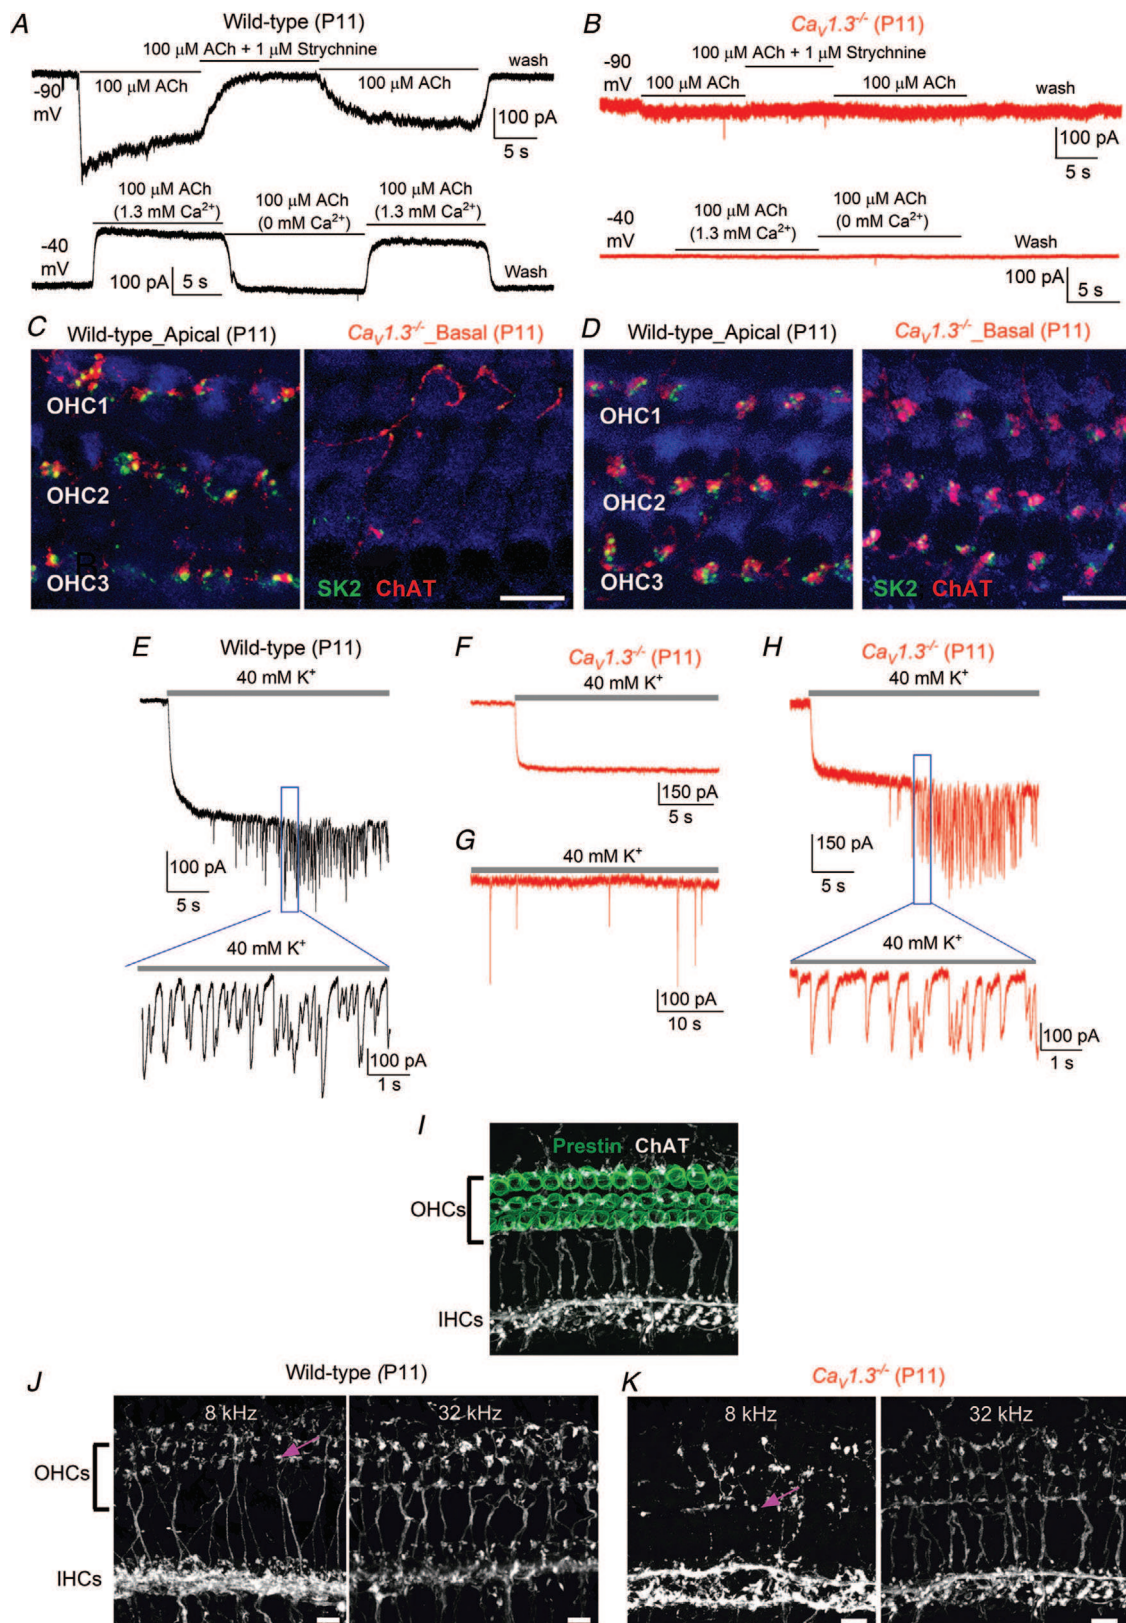 A
Wild-type (P11)
100 μM ACh + 1 μM Strychnine
-90
mV
100 μM ACh
100 μM ACh
wash
100 pA
5 s
100 μM ACh
(1.3 mM Ca²⁺)
100 μM ACh
(0 mM Ca²⁺)
100 μM ACh
(1.3 mM Ca²⁺)
-40
mV
100 pA
5 s
Wash
B
CaV1.3-/- (P11)
100 μM ACh + 1 μM Strychnine
-90
mV
100 μM ACh
100 μM ACh
wash
100 pA
5 s
-40
mV
100 μM ACh
(1.3 mM Ca²⁺)
100 μM ACh
(0 mM Ca²⁺)
Wash
100 pA
5 s
C
Wild-type_Apical (P11)
CaV1.3-/-_Basal (P11)
OHC1
OHC2
OHC3
SK2 ChAT
D
Wild-type_Apical (P11)
CaV1.3-/-_Basal (P11)
OHC1
OHC2
OHC3
SK2 ChAT
E
Wild-type (P11)
40 mM K⁺
100 pA
5 s
40 mM K⁺
100 pA
1 s
F
CaV1.3-/- (P11)
40 mM K⁺
150 pA
5 s
G
40 mM K⁺
100 pA
10 s
H
CaV1.3-/- (P11)
40 mM K⁺
150 pA
5 s
40 mM K⁺
100 pA
1 s
I
Prestin ChAT
OHCs
IHCs
J
Wild-type (P11)
8 kHz
32 kHz
OHCs
IHCs
K
CaV1.3-/- (P11)
8 kHz
32 kHz